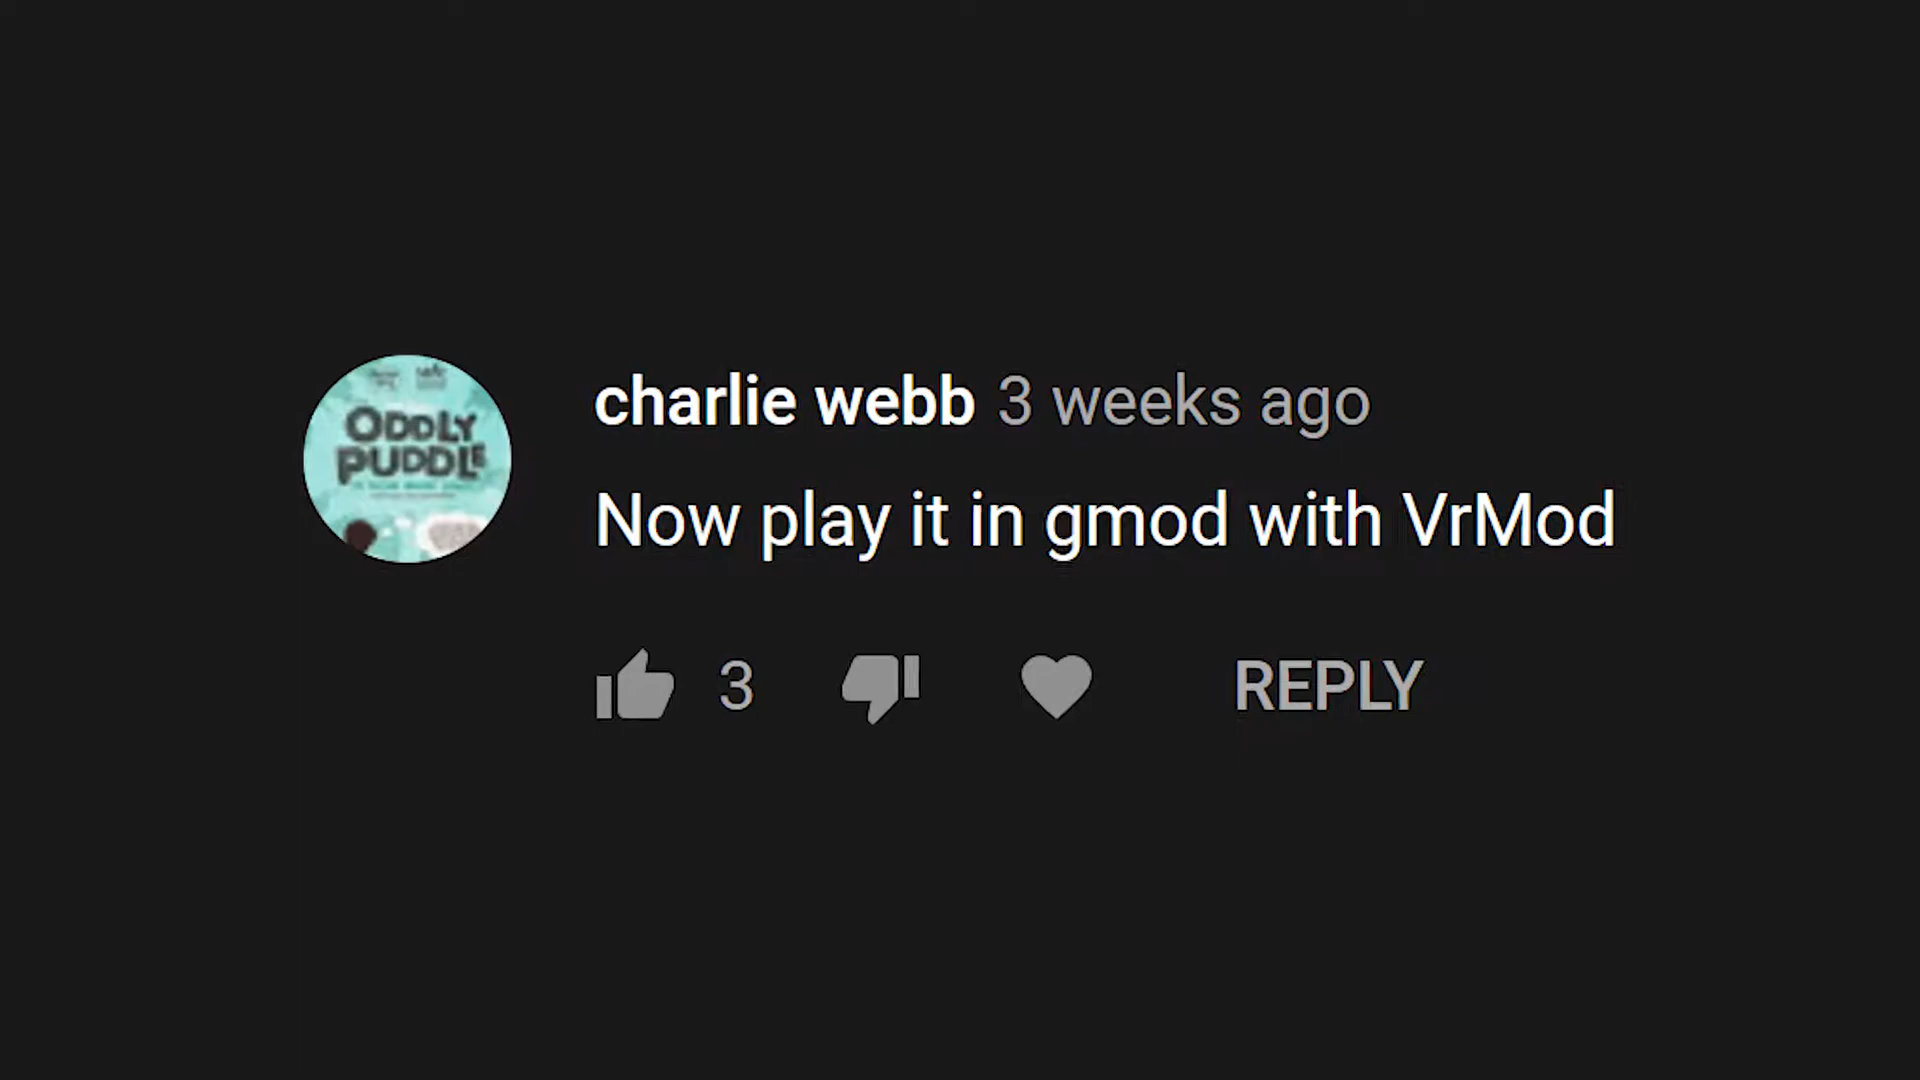 ODDLY
PUDDLE
charlie webb 3 weeks ago
Now play it in gmod with VrMod
3
REPLY